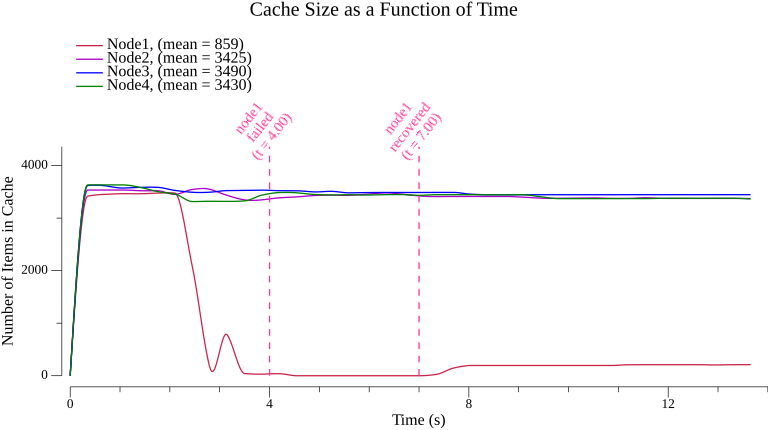 Cache Size as a Function of Time
Node1, (mean = 859)
Node2, (mean = 3425)
Node3, (mean = 3490)
Node4, (mean = 3430)
node1
failed
(t = 4.00)
node1
recovered
(t = 7.00)
Number of Items in Cache
4000
2000
0
0
4
8
12
Time (s)